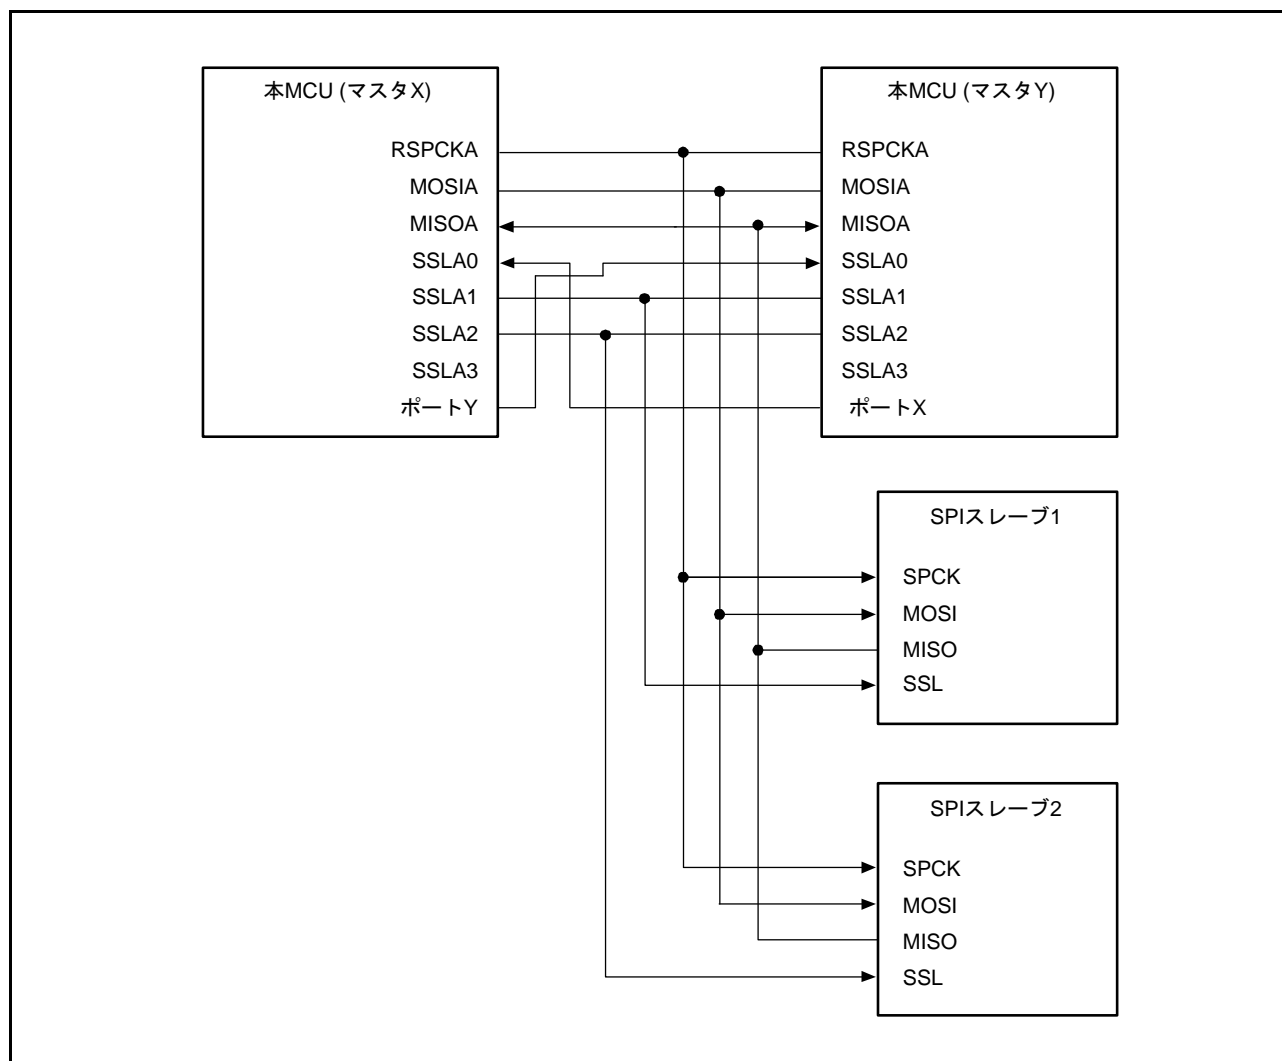 本MCU (マスタX)
RSPCKA
MOSIA
MISOA
SSLA0
SSLA1
SSLA2
SSLA3
ポートY
本MCU (マスタY)
RSPCKA
MOSIA
MISOA
SSLA0
SSLA1
SSLA2
SSLA3
ポートX
SPIスレーブ1
SPCK
MOSI
MISO
SSL
SPIスレーブ2
SPCK
MOSI
MISO
SSL